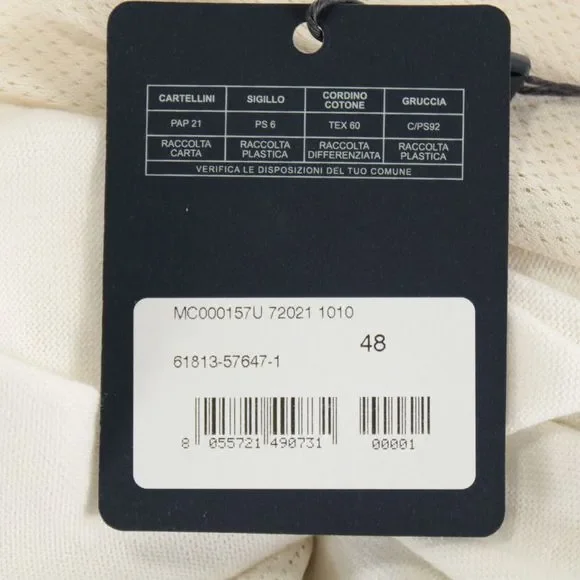 CARTELLINI SIGILLO CORDINO COTONE GRUCCIA
PAP 21 PS 6 TEX 60 C/PS92
RACCOLTA CARTA RACCOLTA PLASTICA RACCOLTA DIFFERENZIATA RACCOLTA PLASTICA
VERIFICA LE DISPOSIZIONI DEL TUO COMUNE
MC000157U 72021 1010
48
61813-57647-1
8 055721 490731 00001